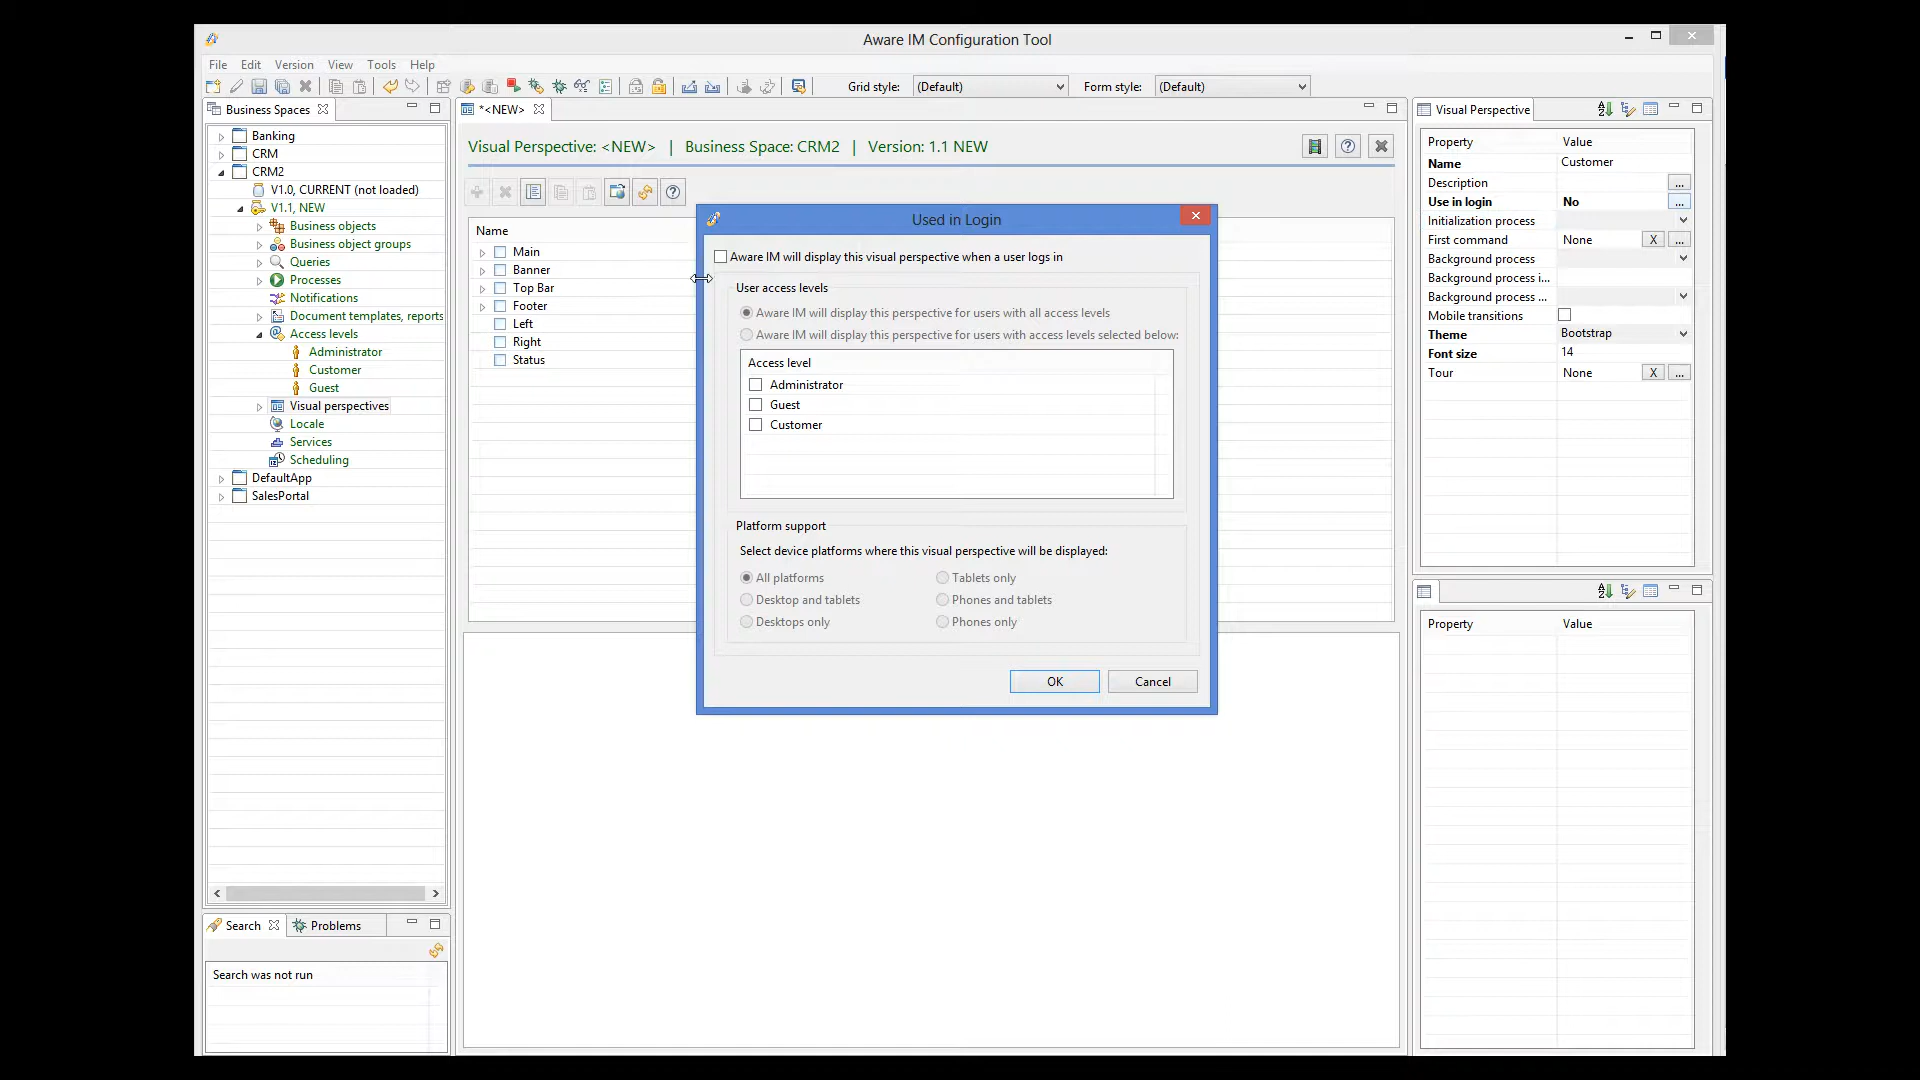 Aware IM Configuration Tool
File Edit Version View Tools Help
Grid style: (Default) Form style: (Default)
Business Spaces
Banking
CRM
CRM2
V1.0, CURRENT (not loaded)
V1.1, NEW
Business objects
Business object groups
Queries
Processes
Notifications
Document templates, reports
Access levels
Administrator
Customer
Guest
Visual perspectives
Locale
Services
Scheduling
DefaultApp
SalesPortal
Search Problems
Search was not run
*<NEW>
Visual Perspective: <NEW> | Business Space: CRM2 | Version: 1.1 NEW
Name
Main
Banner
Top Bar
Footer
Left
Right
Status
Used in Login
Aware IM will display this visual perspective when a user logs in
User access levels
Aware IM will display this perspective for users with all access levels
Aware IM will display this perspective for users with access levels selected below:
Access level
Administrator
Guest
Customer
Platform support
Select device platforms where this visual perspective will be displayed:
All platforms Tablets only
Desktop and tablets Phones and tablets
Desktops only Phones only
OK Cancel
Visual Perspective
Property Value
Name Customer
Description ...
Use in login No ...
Initialization process
First command None X ...
Background process
Background process i...
Background process ...
Mobile transitions
Theme Bootstrap
Font size 14
Tour None X ...
Property Value